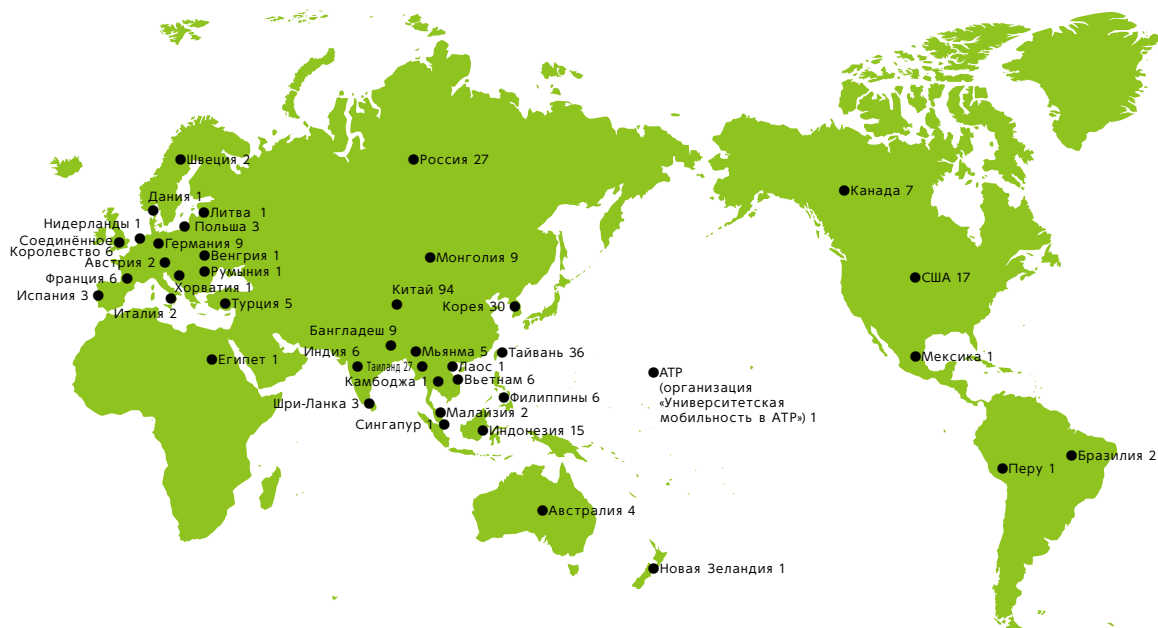 Швеция 2
Россия 27
Канада 7
Дания 1
Литва 1
Нидерланды 1
Польша 3
Соединённое
Королевство 6
Германия 9
Венгрия 1
Австрия 2
Румыния 1
Монголия 9
Франция 6
Хорватия 1
США 17
Испания 3
Италия 2
Турция 5
Китай 94
Корея 30
Бангладеш 9
Индия 6
Мьянма 5
Тайвань 36
Египет 1
Таиланд 27
Лаос 1
Мексика 1
Камбоджа 1
Вьетнам 6
АТР
(организация
«Университетская
мобильность в АТР») 1
Шри-Ланка 3
Филиппины 6
Малайзия 2
Сингапур 1
Индонезия 15
Бразилия 2
Перу 1
Австралия 4
Новая Зеландия 1